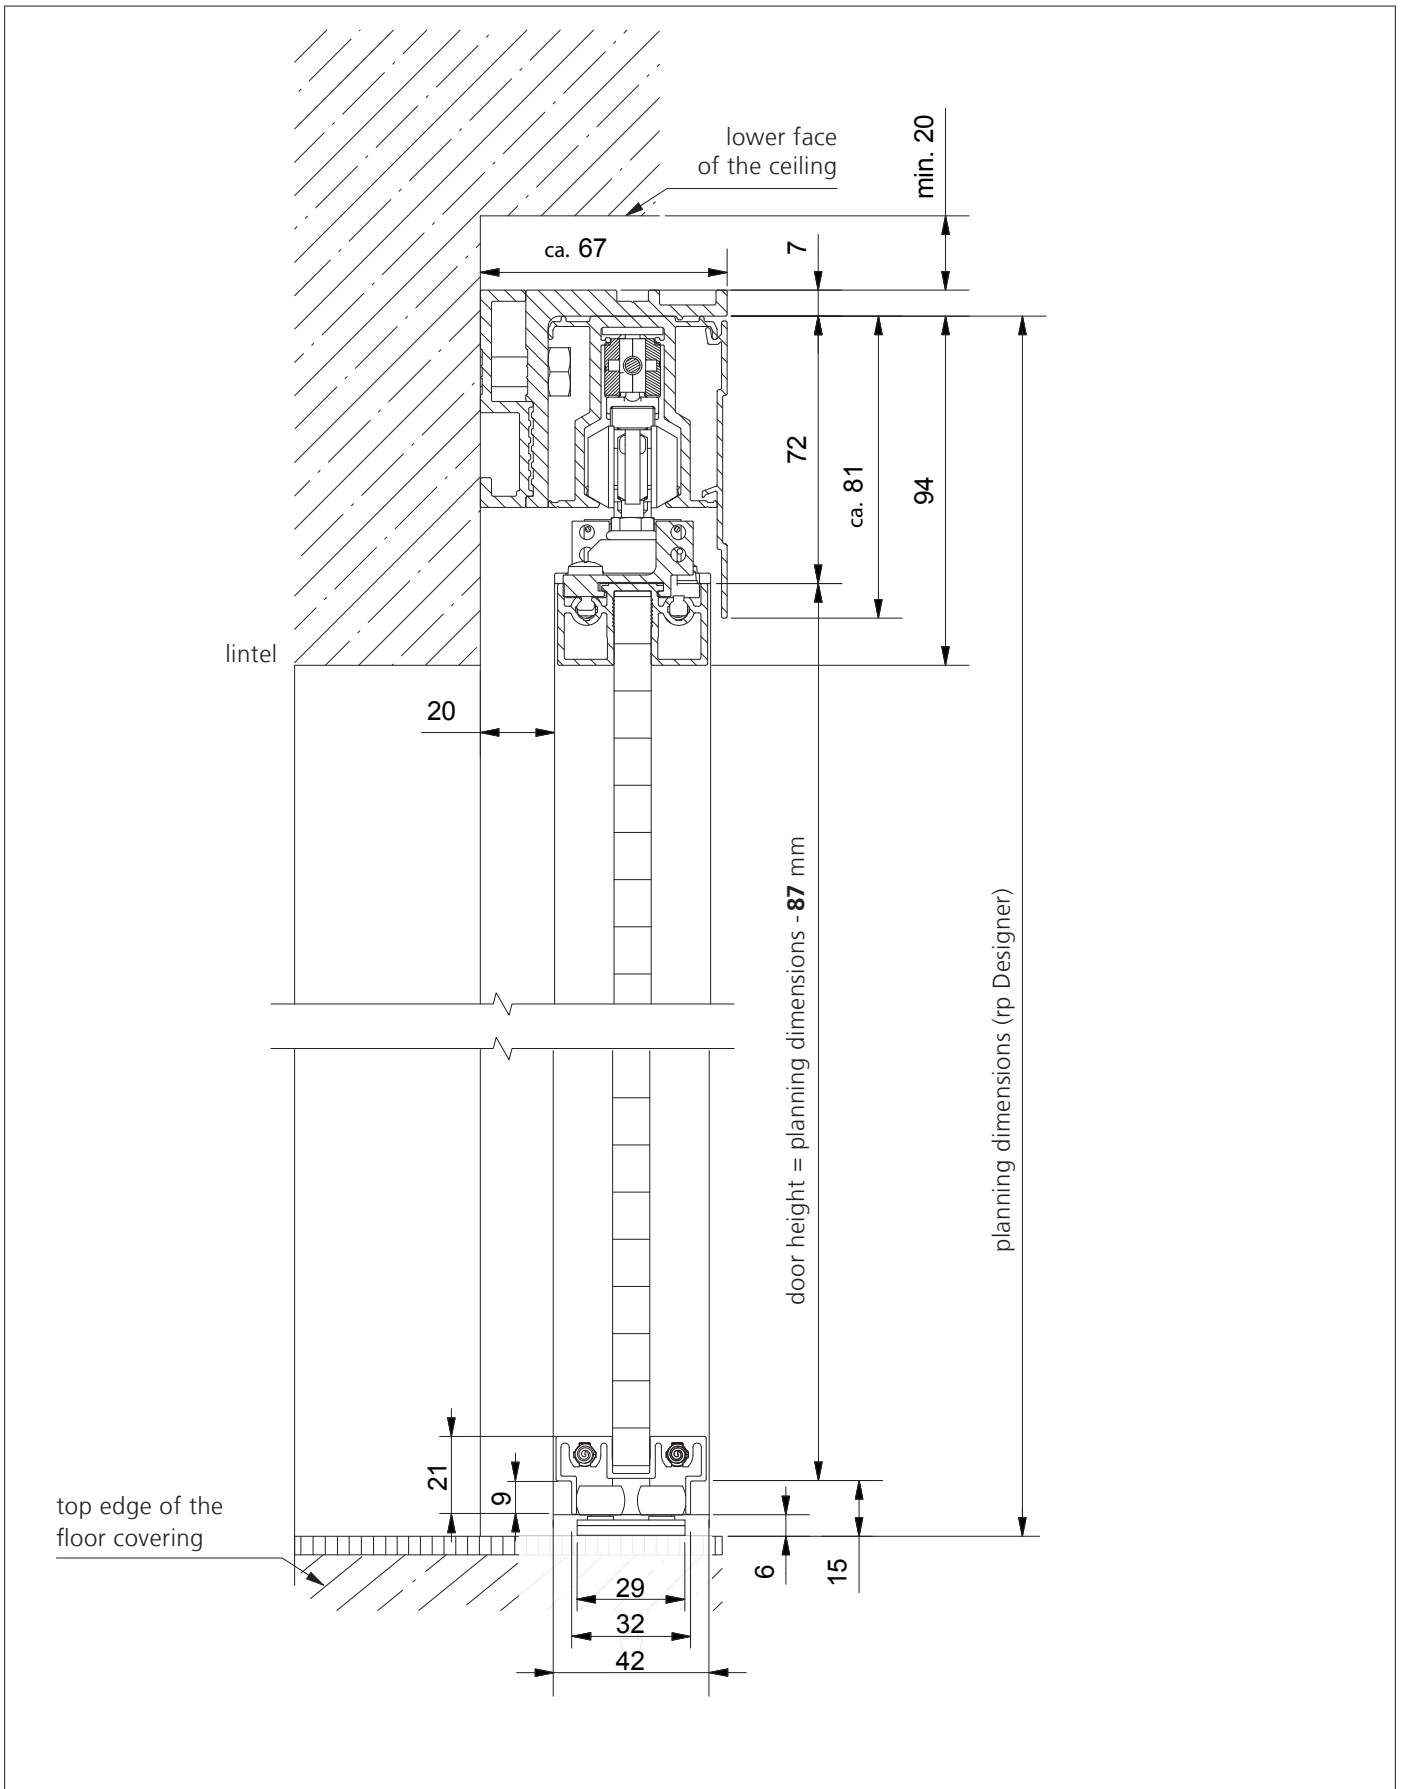 min. 20
lower face
of the ceiling
ca. 67
7
72
ca. 81
94
lintel
20
door height = planning dimensions - 87 mm
planning dimensions (rp Designer)
21
9
top edge of the
floor covering
6
15
29
32
42